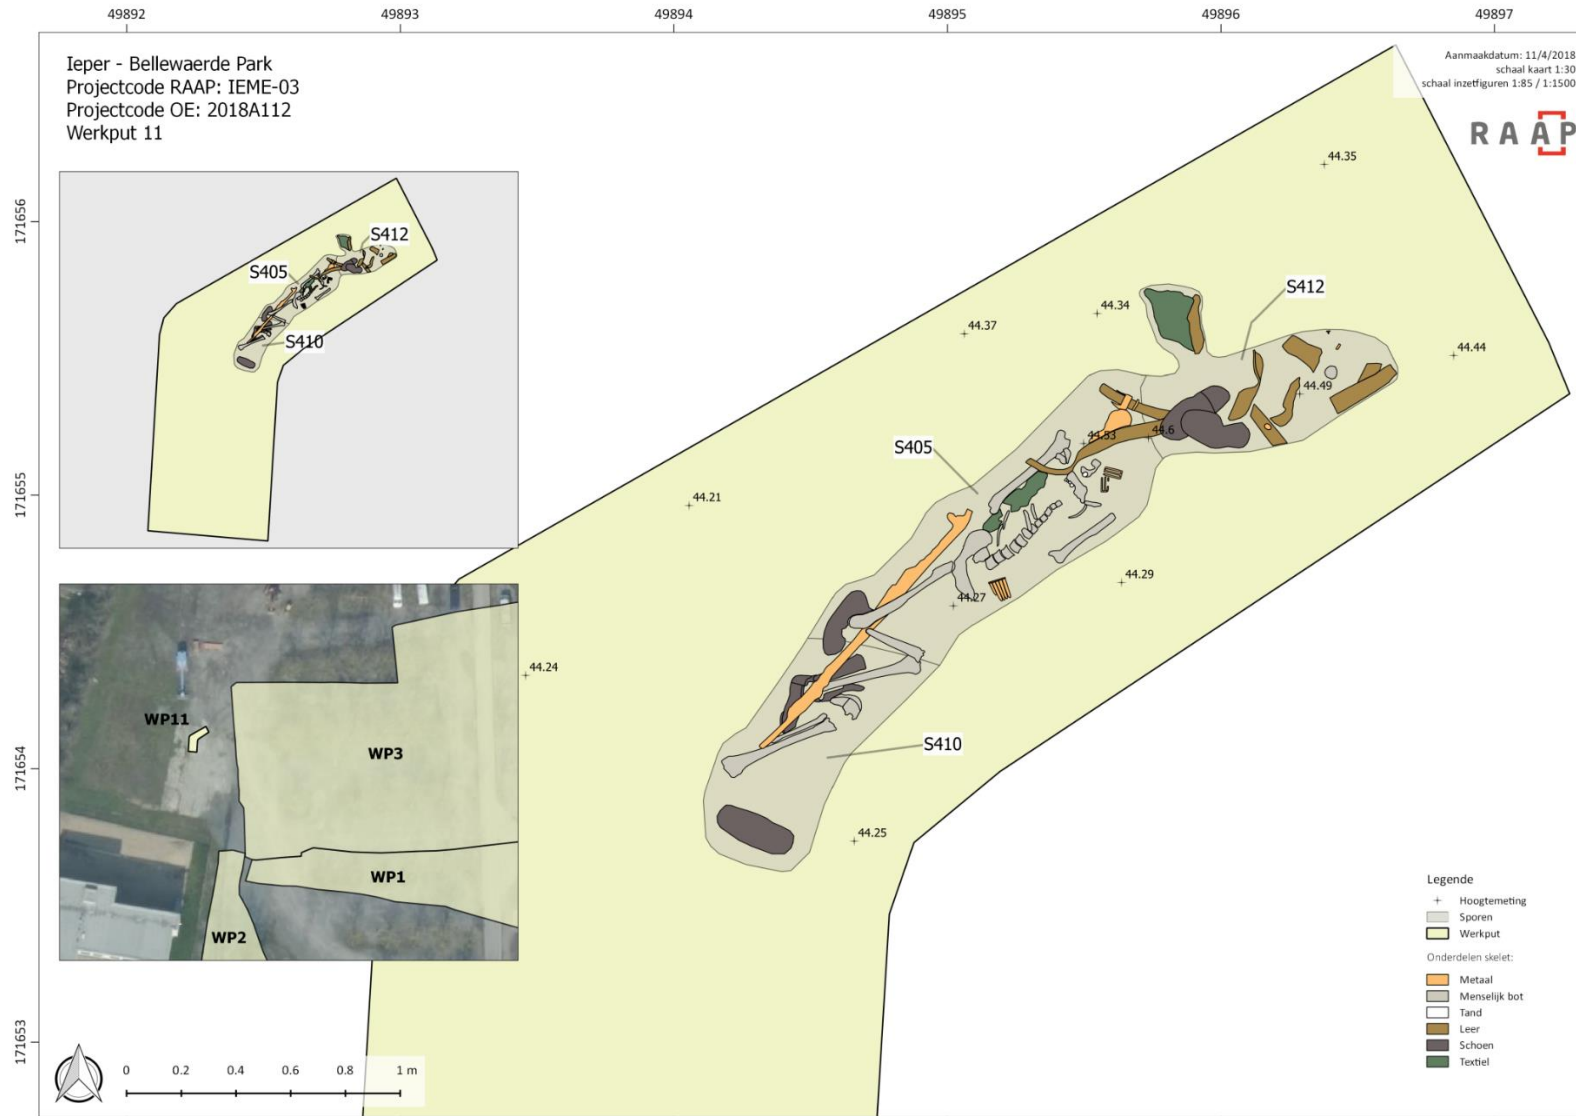 49892 49893 49894 49895 49896 49897
Ieper - Bellewaerde Park
Projectcode RAAP: IEME-03
Projectcode OE: 2018A112
Werkput 11
Aanmaakdatum: 11/4/2018
schaal kaart 1:30
schaal inzetfiguren 1:85 / 1:1500
RAAP
171656
171655
171654
171653
S412
S405
S410
WP11
WP3
WP1
WP2
44.35
44.34
44.37
44.44
S412
44.49
44.53
44.6
S405
44.21
44.29
44.27
44.24
S410
44.25
Legende
Hoogtemeting
Sporen
Werkput
Onderdelen skelet:
Metaal
Menselijk bot
Tand
Leer
Schoen
Textiel
0 0.2 0.4 0.6 0.8 1 m